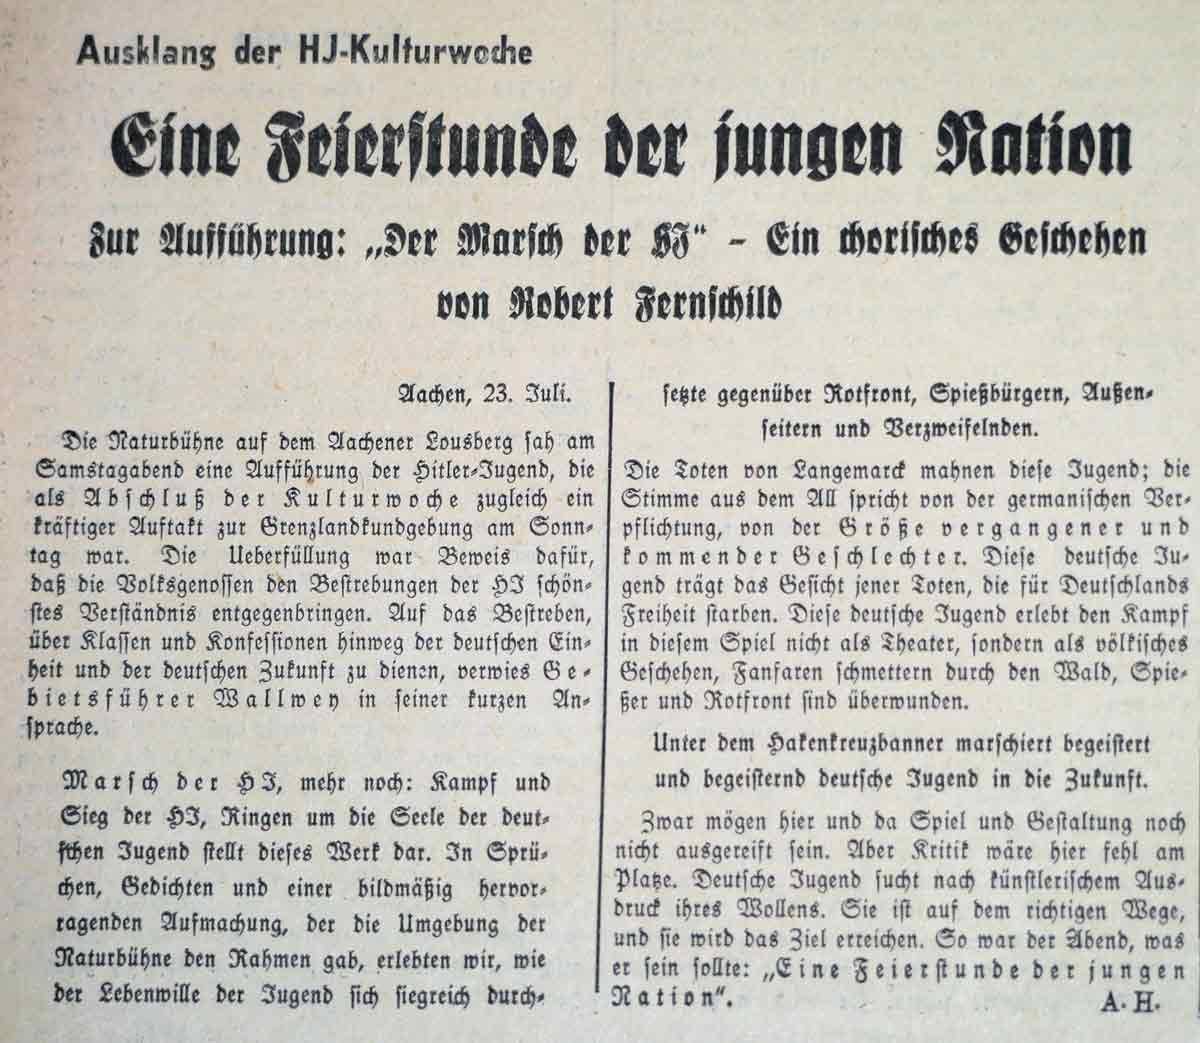 Ausklang der HJ-Kulturwoche
Eine Feierstunde der jungen Nation
Zur Aufführung: „Der Marsch der HJ“ – Ein chorisches Geschehen
von Robert Fernschild
Aachen, 23. Juli.
Die Naturbühne auf dem Aachener Lousberg sah am
Samstagabend eine Aufführung der Hitler-Jugend, die
als Abschluß der Kulturwoche zugleich ein
kräftiger Auftakt zur Grenzlandkundgebung am Sonn-
tag war. Die Ueberfüllung war Beweis dafür,
daß die Volksgenossen den Bestrebungen der HJ schön-
stes Verständnis entgegenbringen. Auf das Bestreben,
über Klassen und Konfessionen hinweg der deutschen Ein-
heit und der deutschen Zukunft zu dienen, verwies Ge-
bietsführer Wallwey in seiner kurzen An-
sprache.
Marsch der HJ, mehr noch: Kampf und
Sieg der HJ, Ringen um die Seele der deut-
schen Jugend stellt dieses Werk dar. In Sprü-
chen, Gedichten und einer bildmäßig hervor-
ragenden Aufmachung, der die Umgebung der
Naturbühne den Rahmen gab, erlebten wir, wie
der Lebenwille der Jugend sich siegreich durch-
setzte gegenüber Rotfront, Spießbürgern, Außen-
seitern und Verzweifelnden.
Die Toten von Langemarck mahnen diese Jugend; die
Stimme aus dem All spricht von der germanischen Ver-
pflichtung, von der Größe vergangener und
kommender Geschlechter. Diese deutsche Ju-
gend trägt das Gesicht jener Toten, die für Deutschlands
Freiheit starben. Diese deutsche Jugend erlebt den Kampf
in diesem Spiel nicht als Theater, sondern als völkisches
Geschehen, Fanfaren schmettern durch den Wald, Spie-
ßer und Rotfront sind überwunden.
Unter dem Hakenkreuzbanner marschiert begeistert
und begeisternd deutsche Jugend in die Zukunft.
Zwar mögen hier und da Spiel und Gestaltung noch
nicht ausgereift sein. Aber Kritik wäre hier fehl am
Platze. Deutsche Jugend sucht nach künstlerischem Aus-
druck ihres Wollens. Sie ist auf dem richtigen Wege,
und sie wird das Ziel erreichen. So war der Abend, was
er sein sollte: „Eine Feierstunde der jungen
Nation“.
A. H.